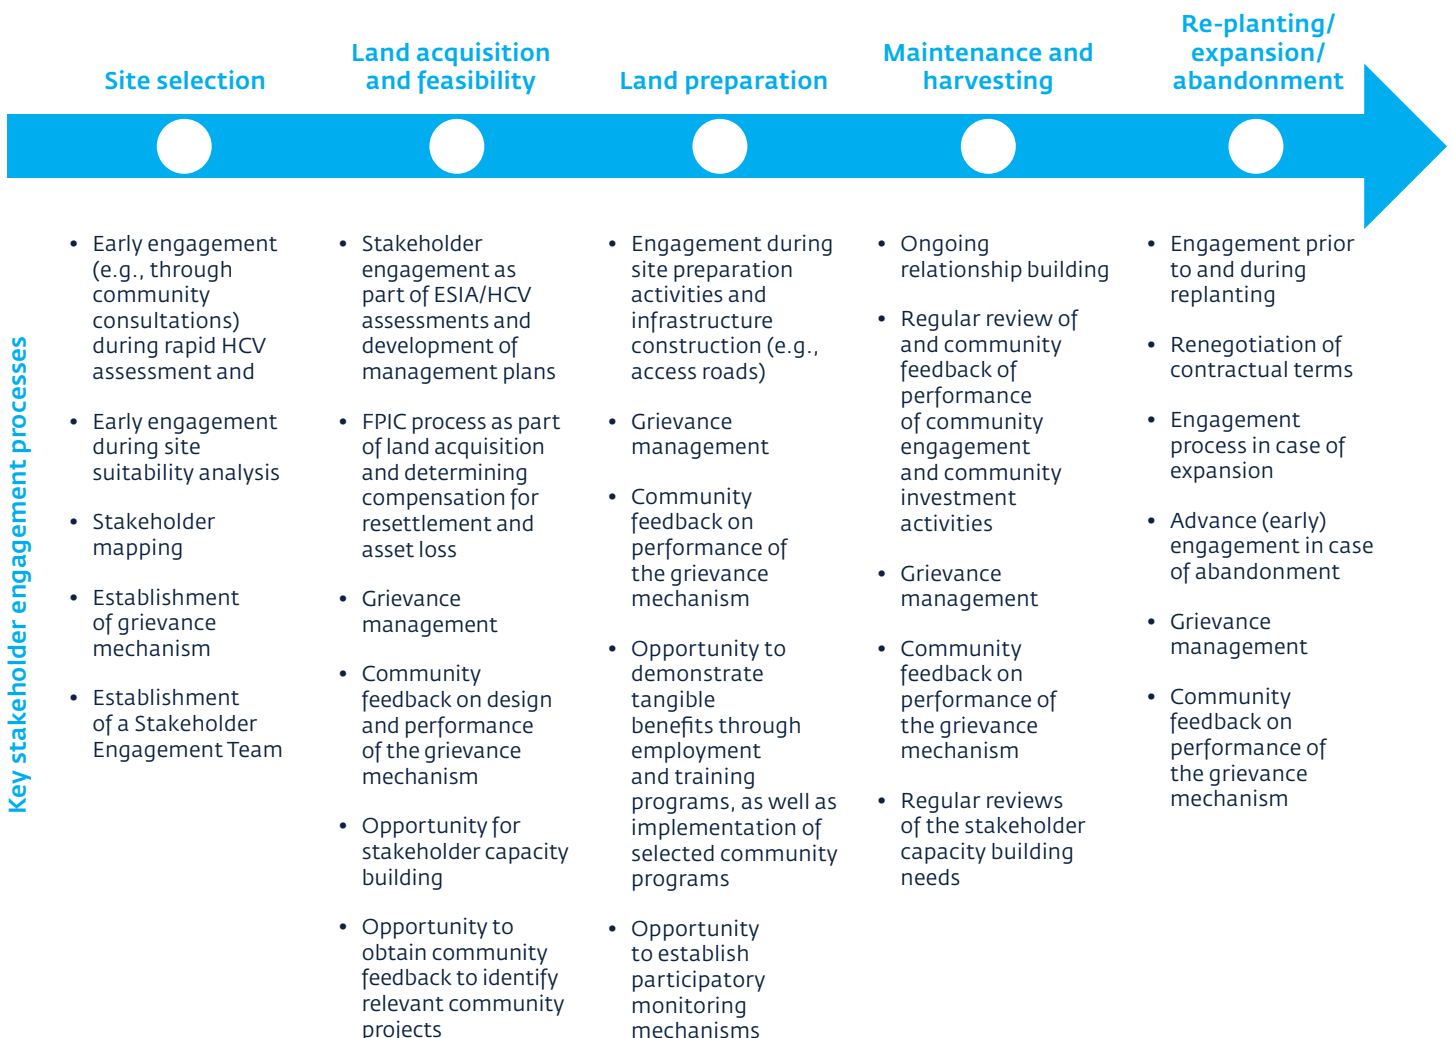 Site selection
Land acquisition
and feasibility
Land preparation
Maintenance and
harvesting
Re-planting/
expansion/
abandonment
Key stakeholder engagement processes
• Early engagement
(e.g., through
community
consultations)
during rapid HCV
assessment and
• Early engagement
during site
suitability analysis
• Stakeholder
mapping
• Establishment
of grievance
mechanism
• Establishment
of a Stakeholder
Engagement Team
• Stakeholder
engagement as
part of ESIA/HCV
assessments and
development of
management plans
• FPIC process as part
of land acquisition
and determining
compensation for
resettlement and
asset loss
• Grievance
management
• Community
feedback on design
and performance
of the grievance
mechanism
• Opportunity for
stakeholder capacity
building
• Opportunity to
obtain community
feedback to identify
relevant community
projects
• Engagement during
site preparation
activities and
infrastructure
construction (e.g.,
access roads)
• Grievance
management
• Community
feedback on
performance of
the grievance
mechanism
• Opportunity to
demonstrate
tangible
benefits through
employment
and training
programs, as well as
implementation of
selected community
programs
• Opportunity
to establish
participatory
monitoring
mechanisms
• Ongoing
relationship building
• Regular review of
and community
feedback of
performance
of community
engagement
and community
investment
activities
• Grievance
management
• Community
feedback on
performance of
the grievance
mechanism
• Regular reviews
of the stakeholder
capacity building
needs
• Engagement prior
to and during
replanting
• Renegotiation of
contractual terms
• Engagement
process in case of
expansion
• Advance (early)
engagement in case
of abandonment
• Grievance
management
• Community
feedback on
performance of
the grievance
mechanism